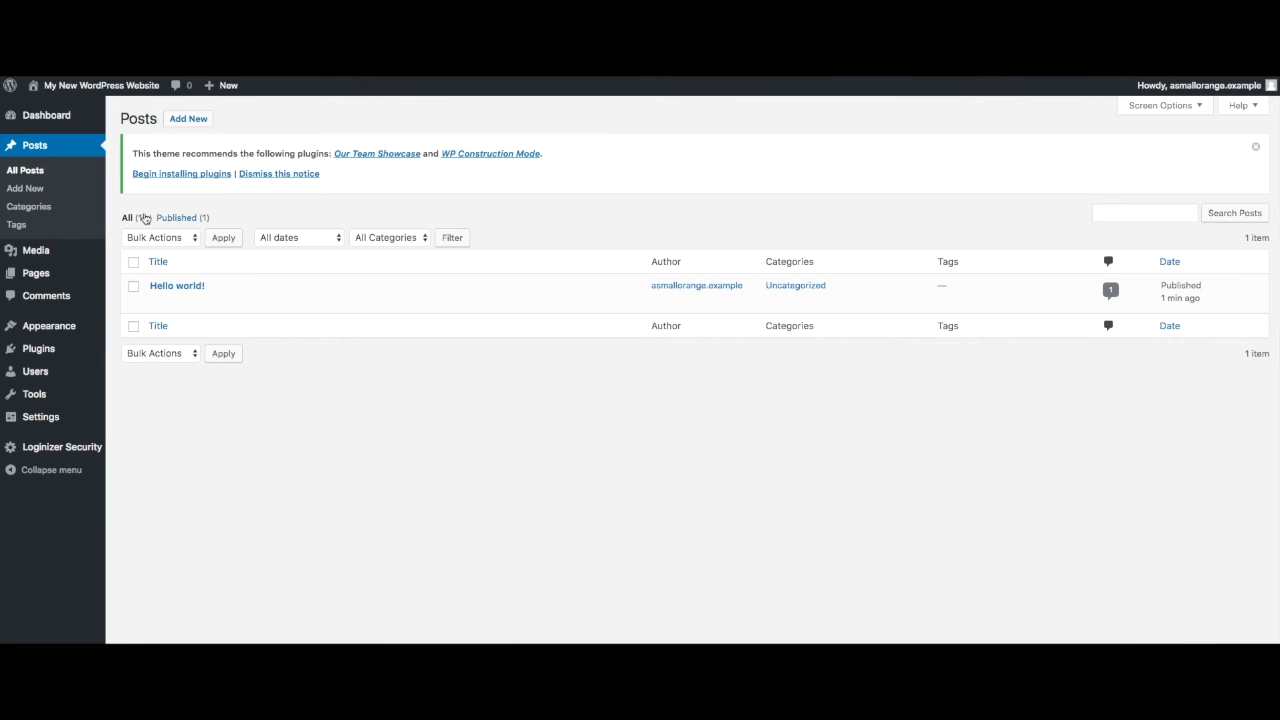 My New WordPress Website 0 New Howdy, asmallorange.example
Screen Options Help
Dashboard
Posts
All Posts
Add New
Categories
Tags
Media
Pages
Comments
Appearance
Plugins
Users
Tools
Settings
Loginizer Security
Collapse menu
Posts Add New
This theme recommends the following plugins: Our Team Showcase and WP Construction Mode.
Begin installing plugins | Dismiss this notice
All Published (1)
Search Posts
Bulk Actions Apply All dates All Categories Filter 1 item
Title Author Categories Tags Date
Hello world! asmallorange.example Uncategorized — 1 Published
1 min ago
Title Author Categories Tags Date
Bulk Actions Apply 1 item